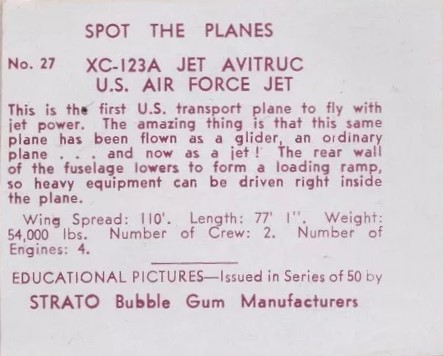 SPOT THE PLANES
No. 27 XC-123A JET AVITRUC
U.S. AIR FORCE JET
This is the first U.S. transport plane to fly with
jet power. The amazing thing is that this same
plane has been flown as a glider, an ordinary
plane . . . and now as a jet! The rear wall
of the fuselage lowers to form a loading ramp,
so heavy equipment can be driven right inside
the plane.
Wing Spread: 110'. Length: 77' 1". Weight:
54,000 lbs. Number of Crew: 2. Number of
Engines: 4.
EDUCATIONAL PICTURES—Issued in Series of 50 by
STRATO Bubble Gum Manufacturers